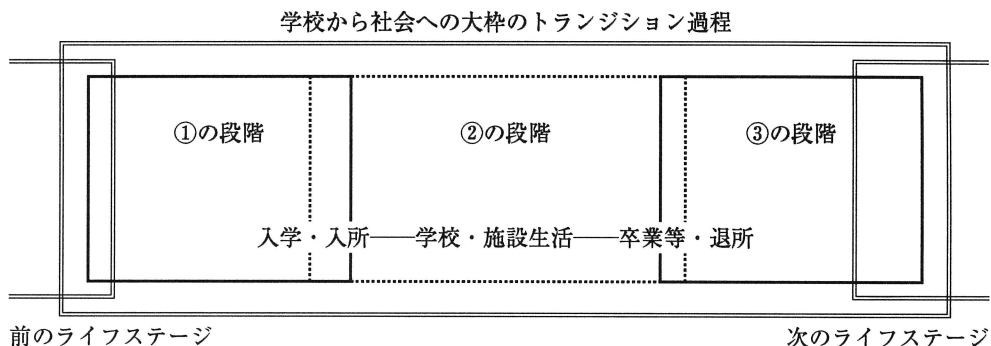 学校から社会への大枠のトランジション過程
①の段階
②の段階
③の段階
入学・入所――学校・施設生活――卒業等・退所
前のライフステージ
次のライフステージ